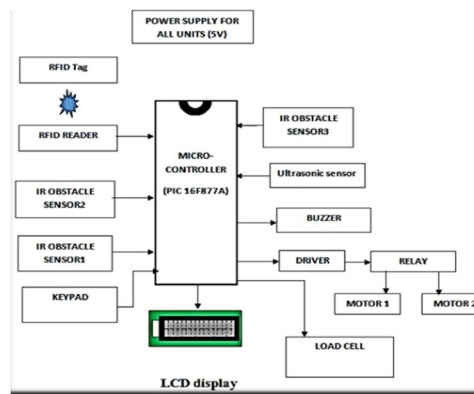 POWER SUPPLY FOR
ALL UNITS (5V)
RFID Tag
RFID READER
IR OBSTACLE
SENSOR2
IR OBSTACLE
SENSOR1
KEYPAD
MICRO-
CONTROLLER
(PIC 16F877A)
IR OBSTACLE
SENSOR3
Ultrasonic sensor
BUZZER
DRIVER
RELAY
MOTOR 1
MOTOR 2
LOAD CELL
LCD display